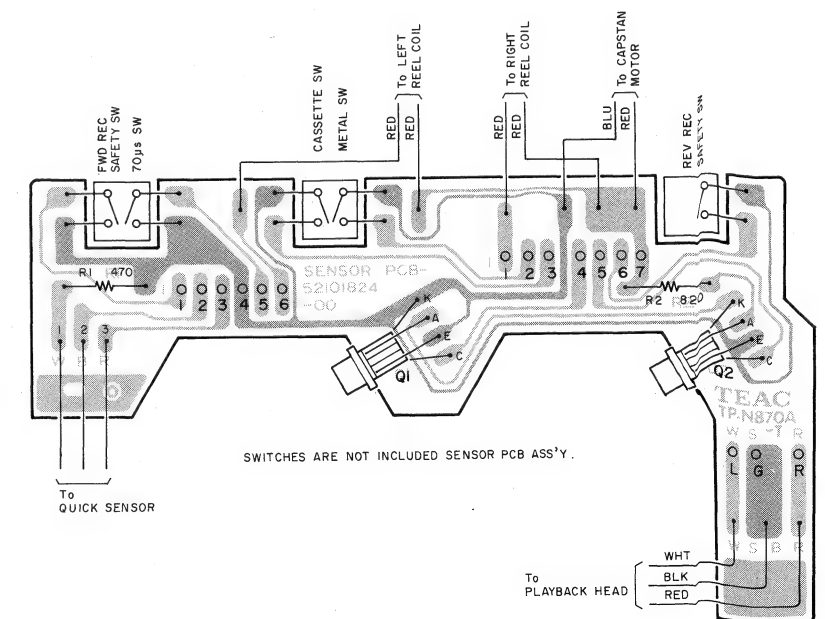 FWD REC
SAFETY SW
70µs SW
CASSETTE SW
METAL SW
To LEFT
REEL COIL
RED
RED
To RIGHT
REEL COIL
RED
RED
To CAPSTAN
MOTOR
BLU
RED
REV REC
SAFETY SW
R1 470
1 2 3 4 5 6
SENSOR PCB-
52101824
-00
1 2 3 4 5 6 7
R2 820
K
A
E
C
Q1
K
A
E
C
Q2
1 2 3
W B R
To
QUICK SENSOR
SWITCHES ARE NOT INCLUDED SENSOR PCB ASS'Y.
TEAC
TP-N870A
W S -T R
L G R
W S B R
To
PLAYBACK HEAD
WHT
BLK
RED